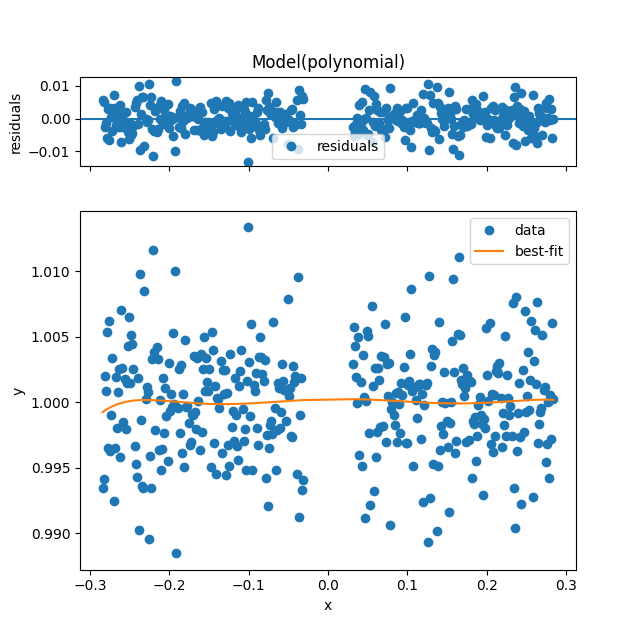 Model(polynomial)
0.01
0.00
−0.01
residuals
residuals
data
best-fit
1.010
1.005
1.000
0.995
0.990
y
−0.3 −0.2 −0.1 0.0 0.1 0.2 0.3
x